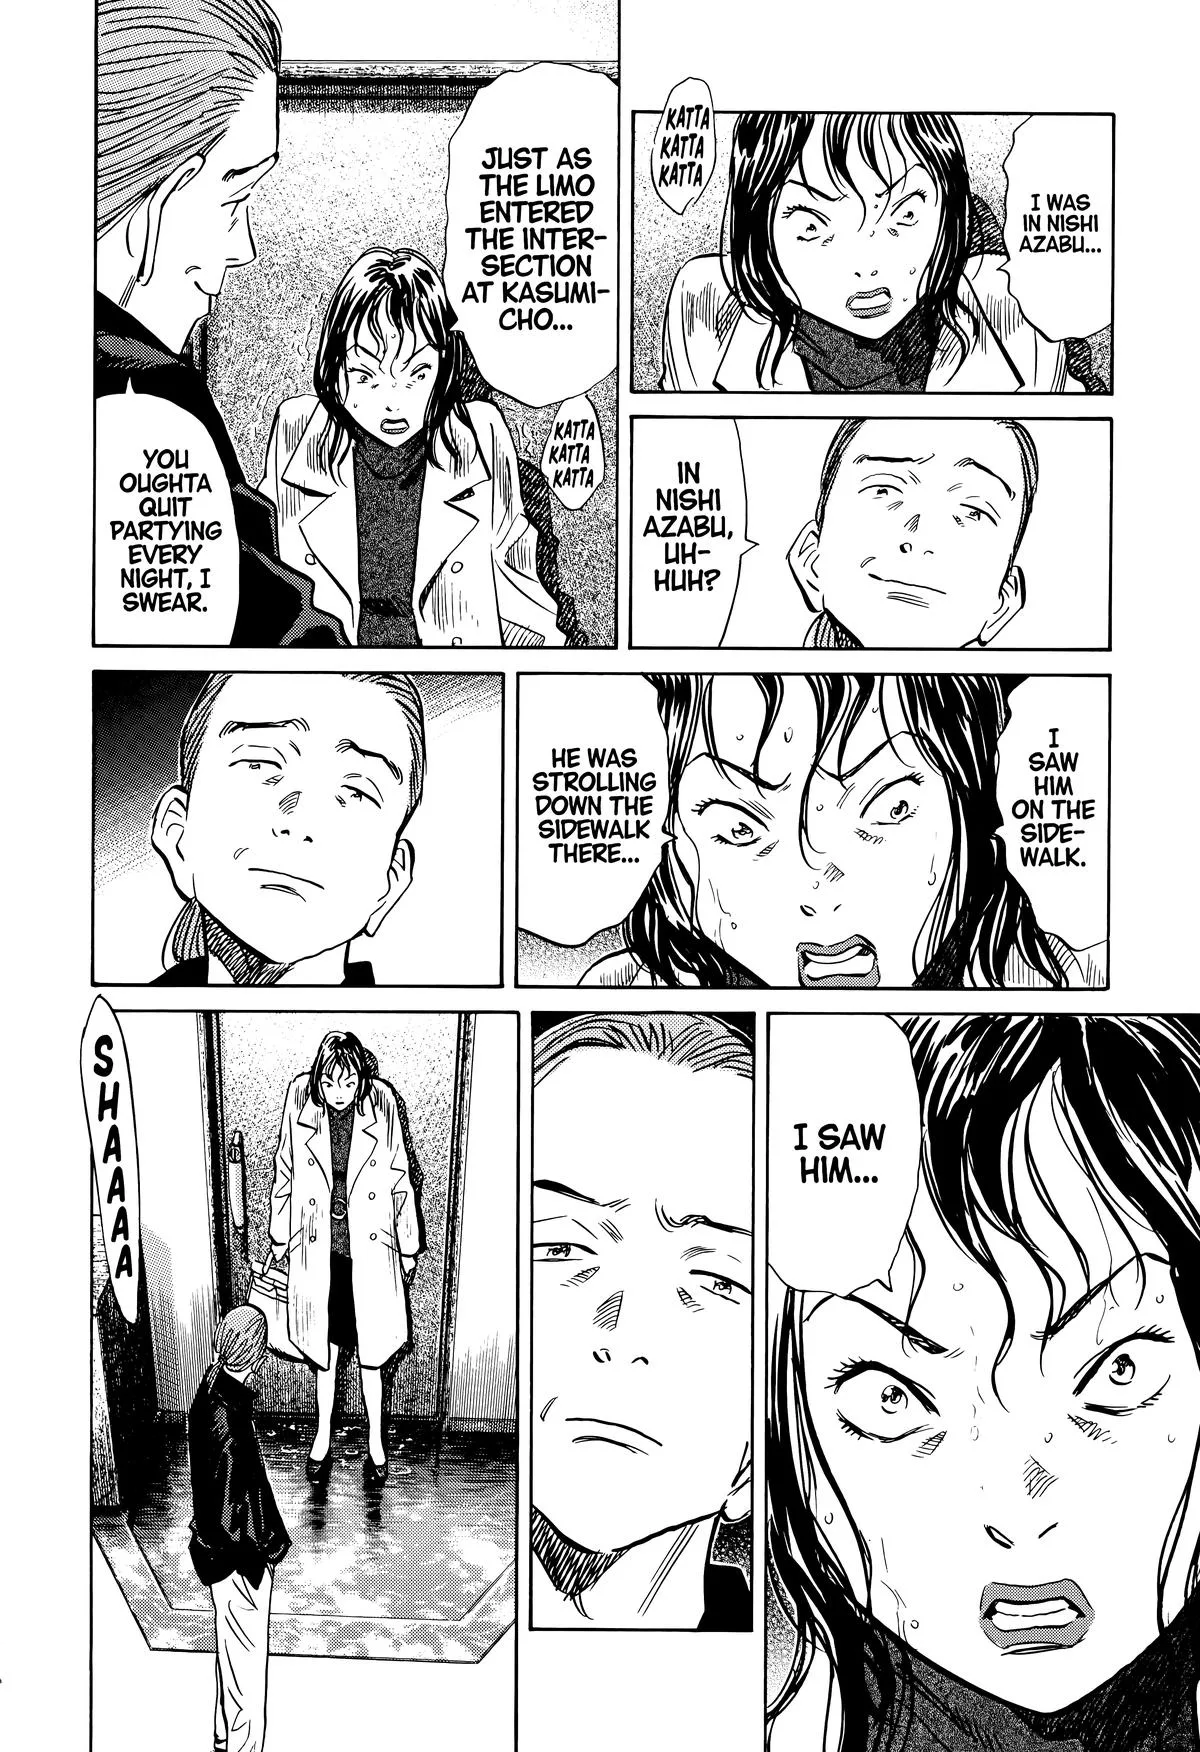 I WAS
IN NISHI
AZABU...
KATTA
KATTA
KATTA
IN
NISHI
AZABU,
UH-
HUH?
JUST AS
THE LIMO
ENTERED
THE INTER-
SECTION
AT KASUMI-
CHO...
KATTA
KATTA
KATTA
YOU
OUGHTA
QUIT
PARTYING
EVERY
NIGHT, I
SWEAR.
I
SAW
HIM
ON THE
SIDE-
WALK.
HE WAS
STROLLING
DOWN THE
SIDEWALK
THERE...
I SAW
HIM...
SHAAAA